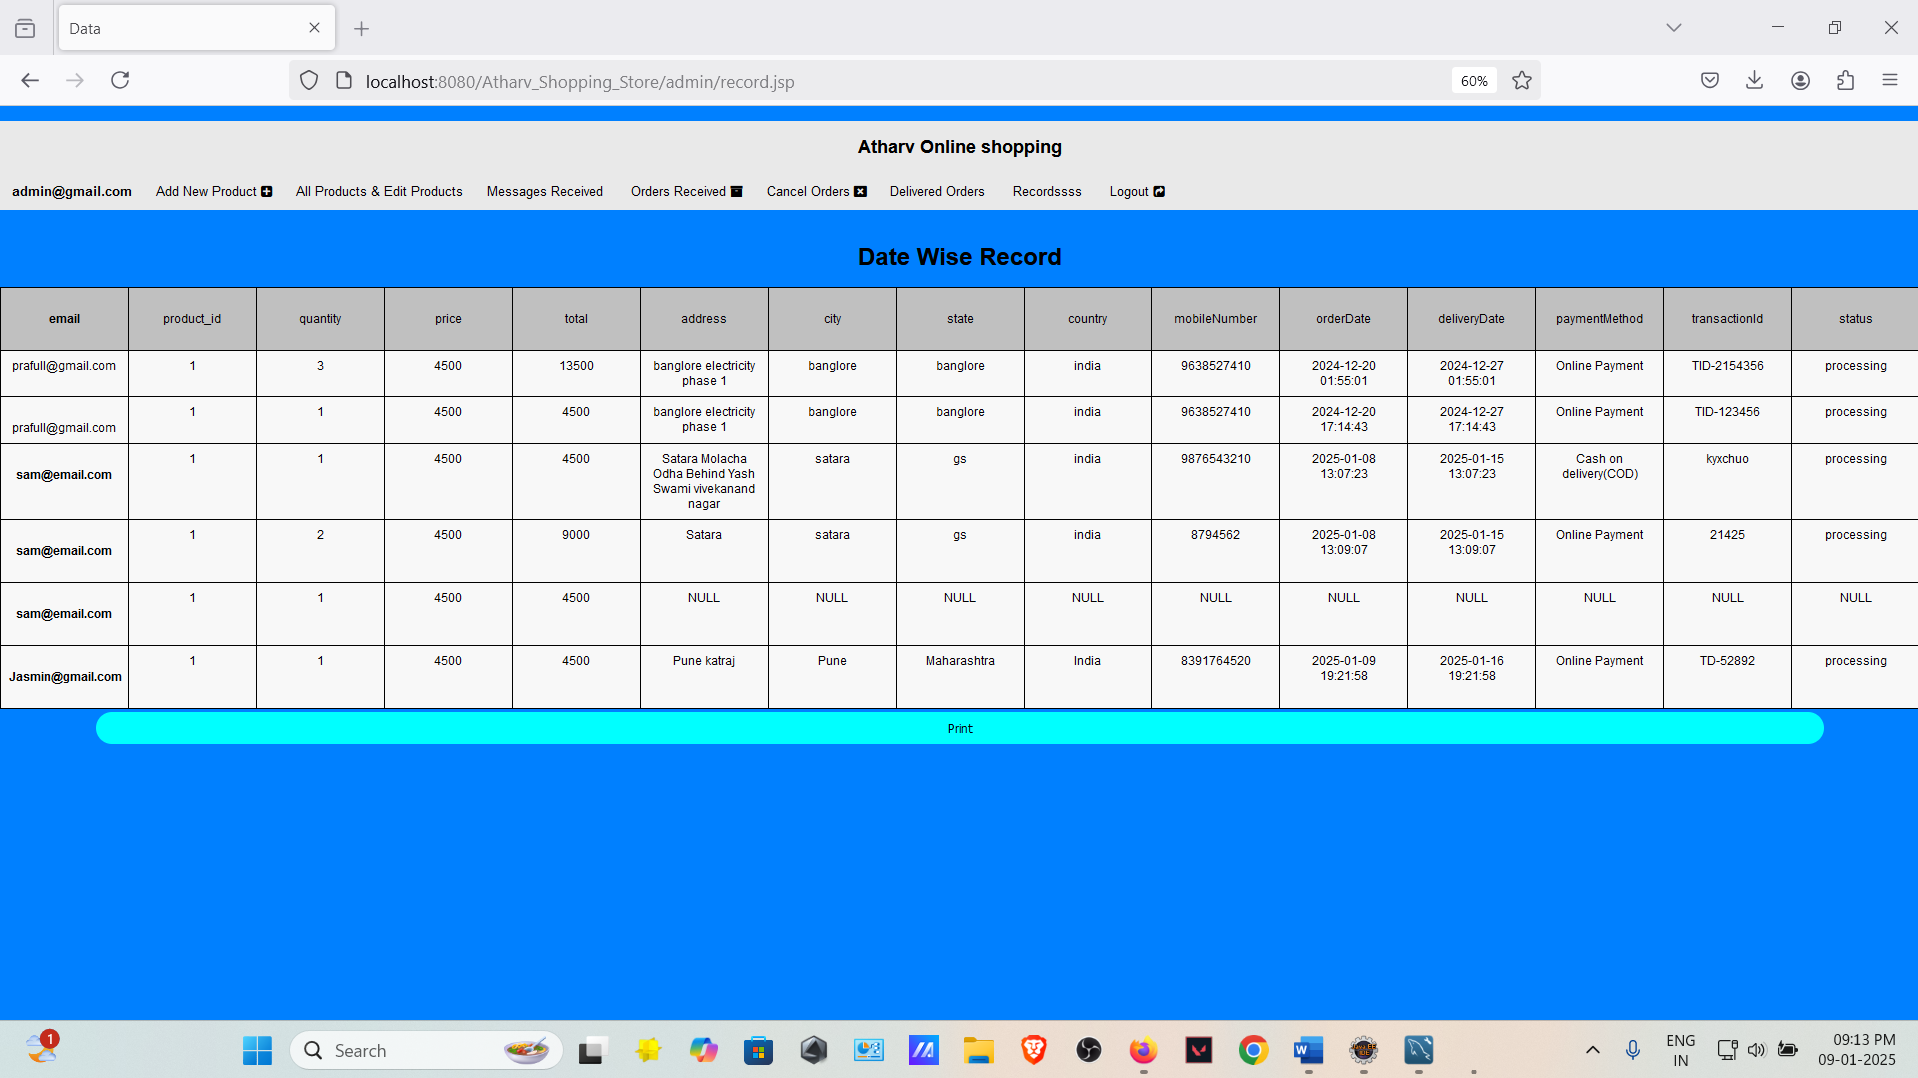 Data
localhost:8080/Atharv_Shopping_Store/admin/record.jsp
60%
Atharv Online shopping
admin@gmail.com Add New Product All Products & Edit Products Messages Received Orders Received Cancel Orders Delivered Orders Recordssss Logout
Date Wise Record
email product_id quantity price total address city state country mobileNumber orderDate deliveryDate paymentMethod transactionId status
prafull@gmail.com 1 3 4500 13500 banglore electricity banglore banglore india 9638527410 2024-12-20 2024-12-27 Online Payment TID-2154356 processing
phase 1 01:55:01 01:55:01
1 1 4500 4500 banglore electricity banglore banglore india 9638527410 2024-12-20 2024-12-27 Online Payment TID-123456 processing
prafull@gmail.com phase 1 17:14:43 17:14:43
1 1 4500 4500 Satara Molacha satara gs india 9876543210 2025-01-08 2025-01-15 Cash on kyxchuo processing
sam@email.com Odha Behind Yash 13:07:23 13:07:23 delivery(COD)
Swami vivekanand
nagar
1 2 4500 9000 Satara satara gs india 8794562 2025-01-08 2025-01-15 Online Payment 21425 processing
sam@email.com 13:09:07 13:09:07
1 1 4500 4500 NULL NULL NULL NULL NULL NULL NULL NULL NULL NULL
sam@email.com
1 1 4500 4500 Pune katraj Pune Maharashtra India 8391764520 2025-01-09 2025-01-16 Online Payment TD-52892 processing
Jasmin@gmail.com 19:21:58 19:21:58
Print
1
Search
ENG
IN
09:13 PM
09-01-2025